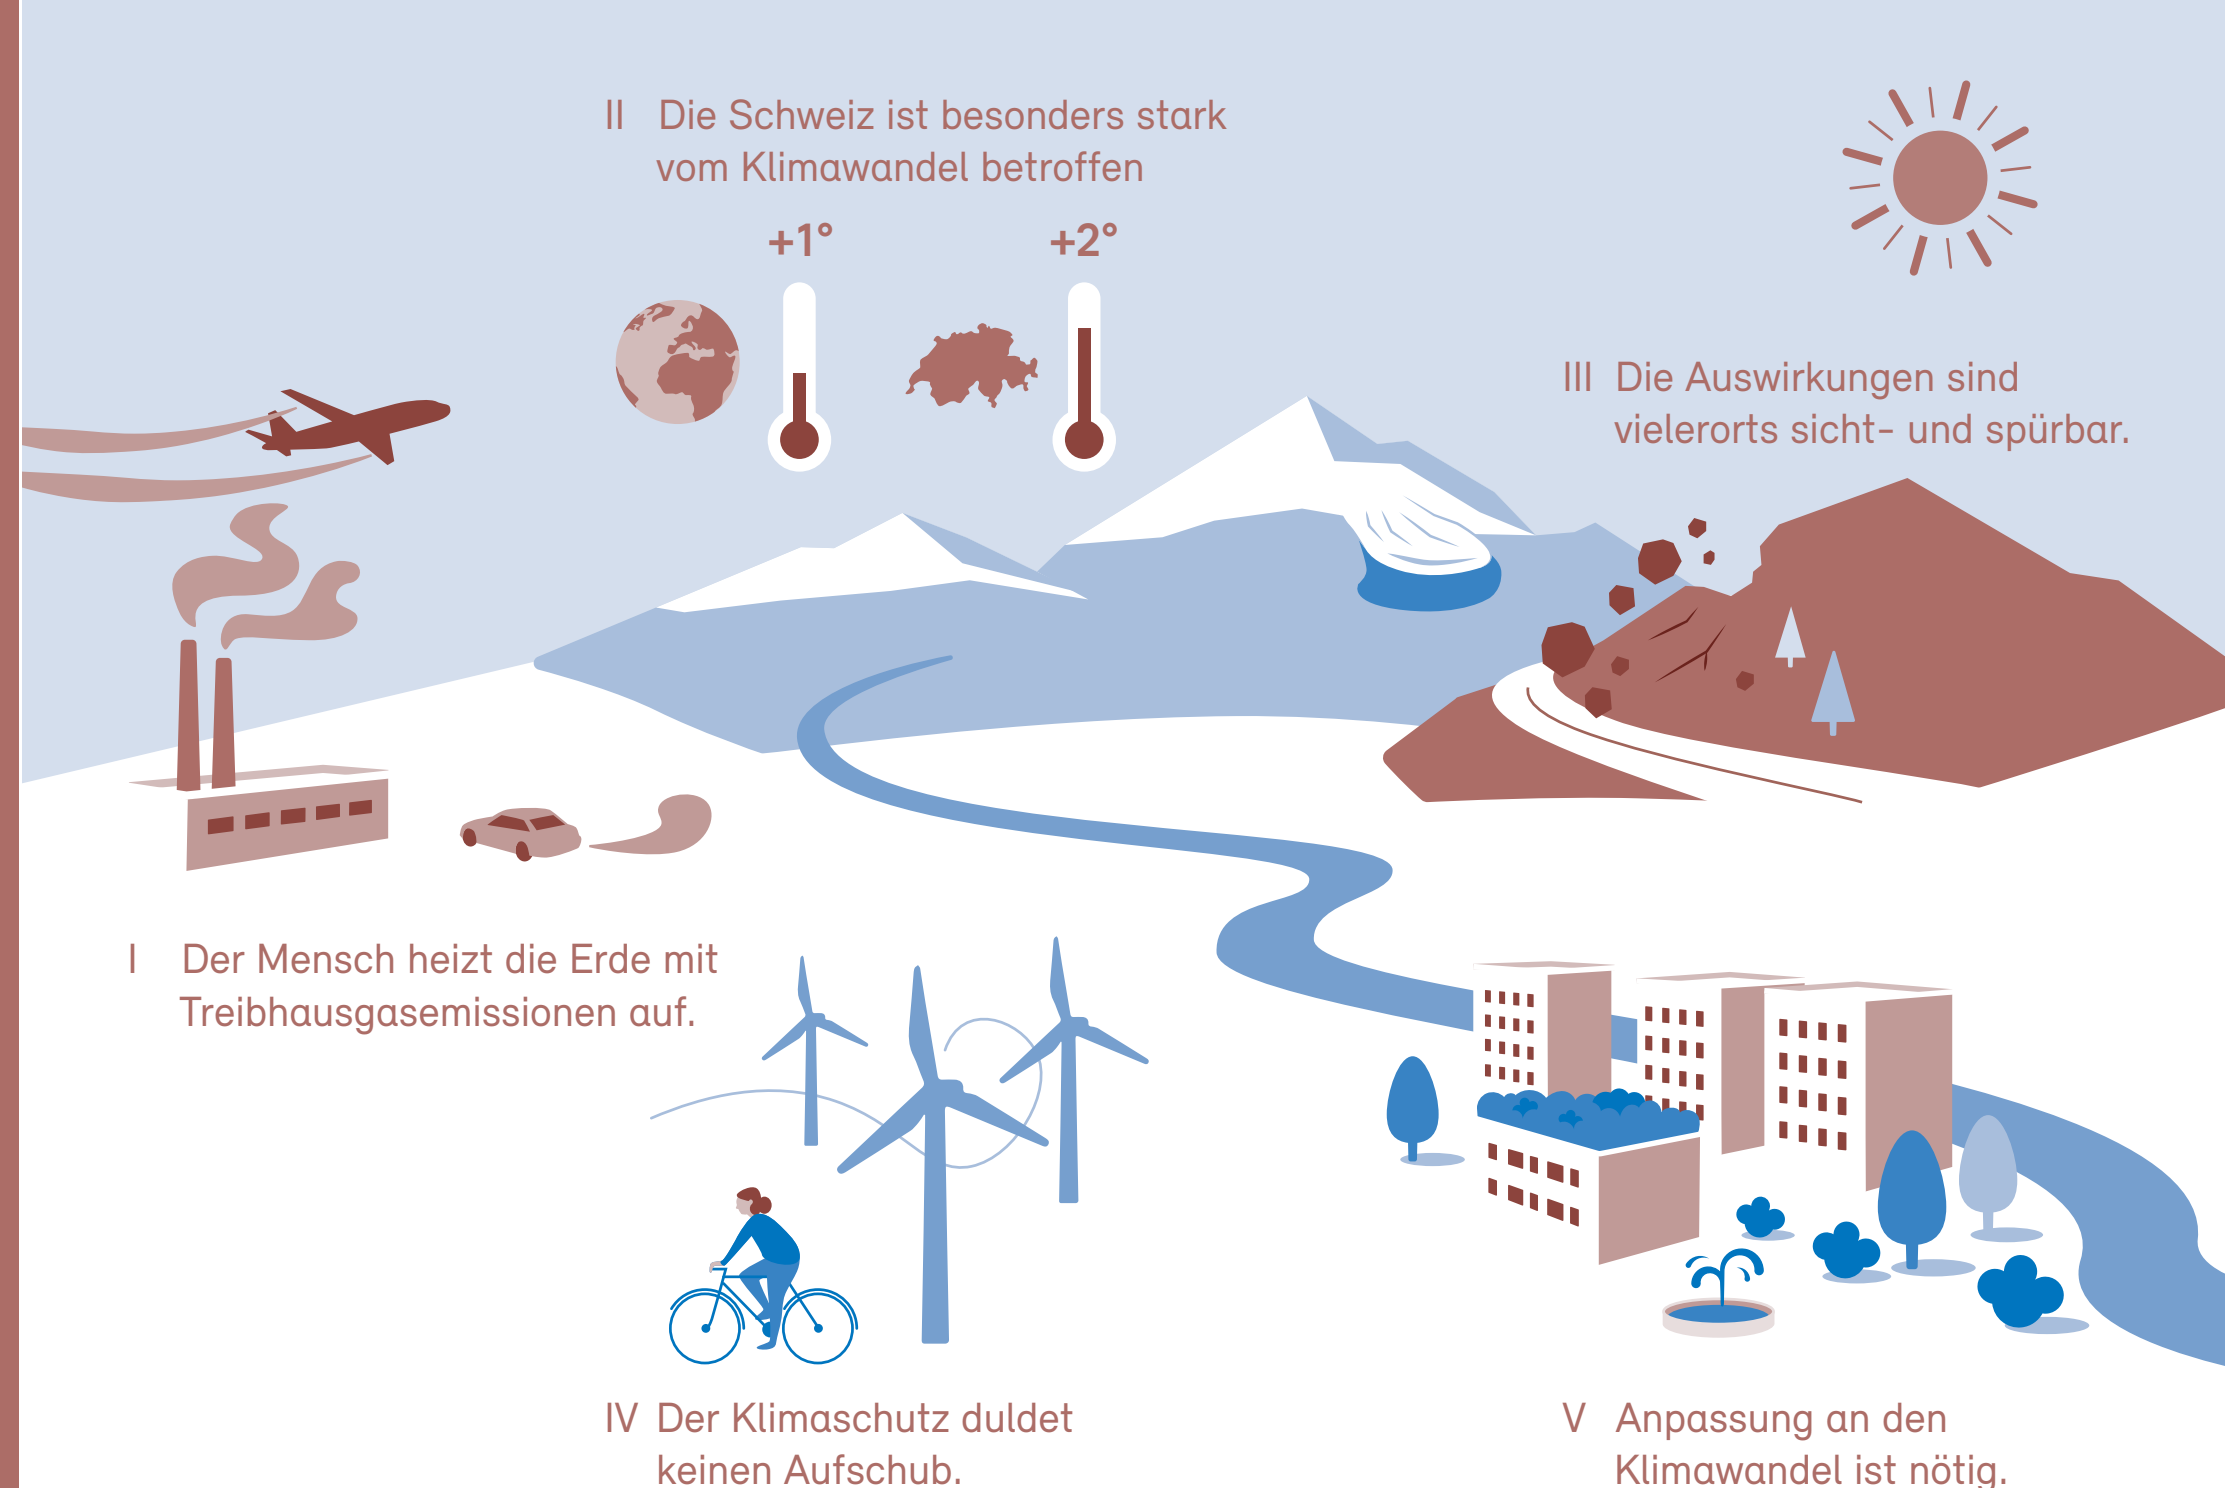 II Die Schweiz ist besonders stark
vom Klimawandel betroffen
+1° +2°
III Die Auswirkungen sind
vielerorts sicht- und spürbar.
I Der Mensch heizt die Erde mit
Treibhausgasemissionen auf.
IV Der Klimaschutz duldet
keinen Aufschub.
V Anpassung an den
Klimawandel ist nötig.